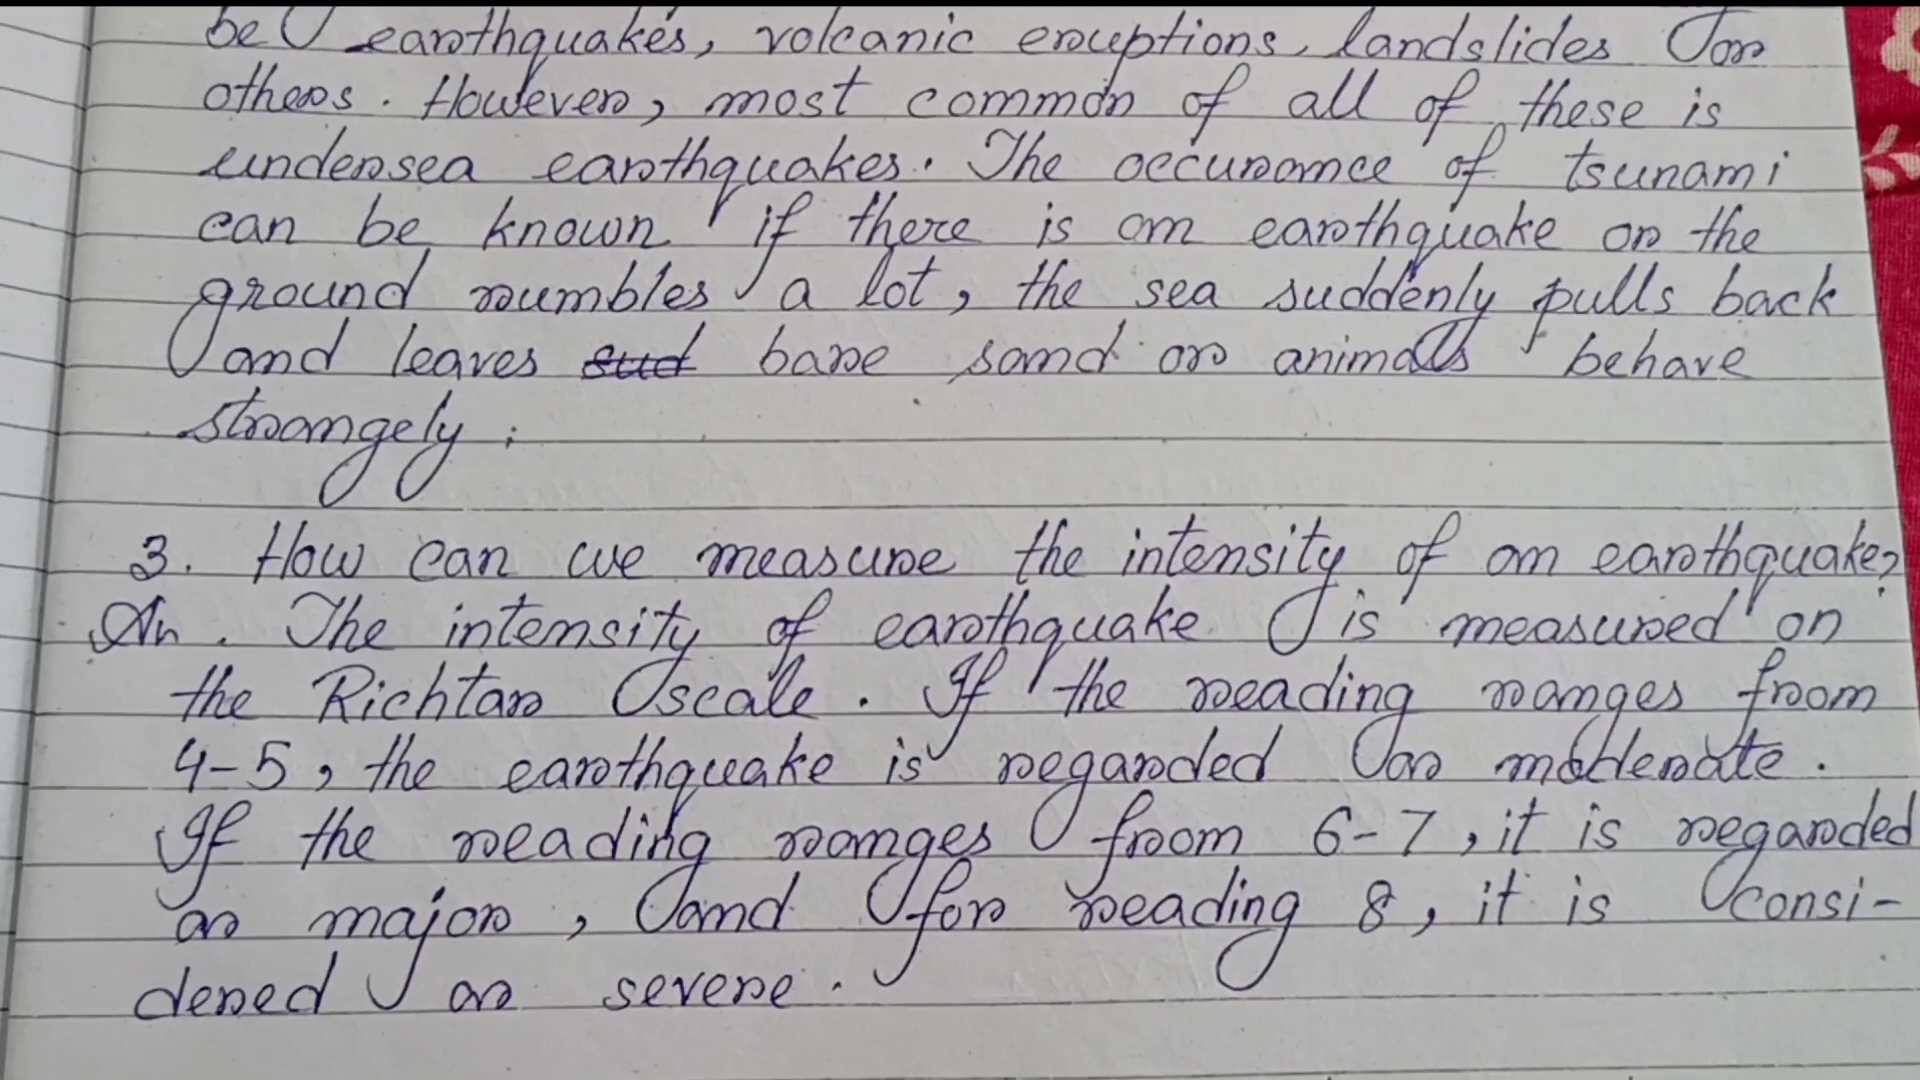 be earthquakes, volcanic eruptions, landslides or
others. However, most common of all of these is
undersea earthquakes. The occurance of tsunami
can be known if there is an earthquake or the
ground rumbles a lot, the sea suddenly pulls back
and leaves bare sand or animals behave
strangely.
3. How can we measure the intensity of an earthquake?
An. The intensity of earthquake is measured on
the Richtar scale. If the reading ranges from
4-5, the earthquake is regarded as moderate.
If the reading ranges from 6-7, it is regarded
as major, and for reading 8, it is consi-
dered as severe.